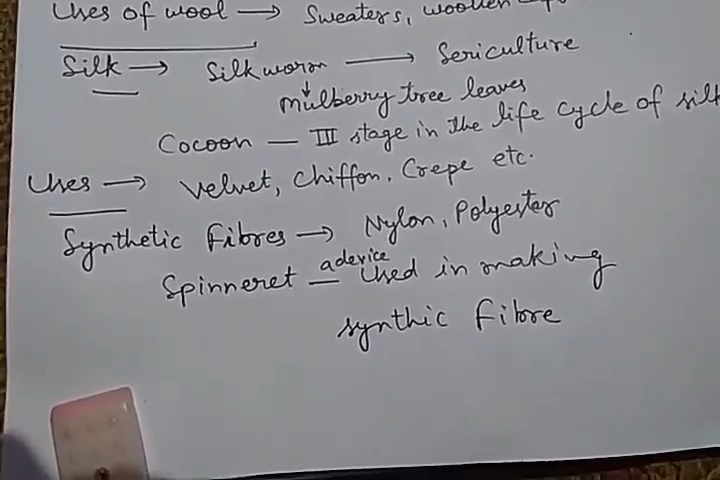 Uses of wool → Sweaters, woollen
Silk → Silkworm → Sericulture
↓
mulberry tree leaves
Cocoon — III stage in the life cycle of silk
Uses → Velvet, Chiffon, Crepe etc.
Synthetic Fibres → Nylon, Polyester
Spinneret — a device used in making
synthic Fibre